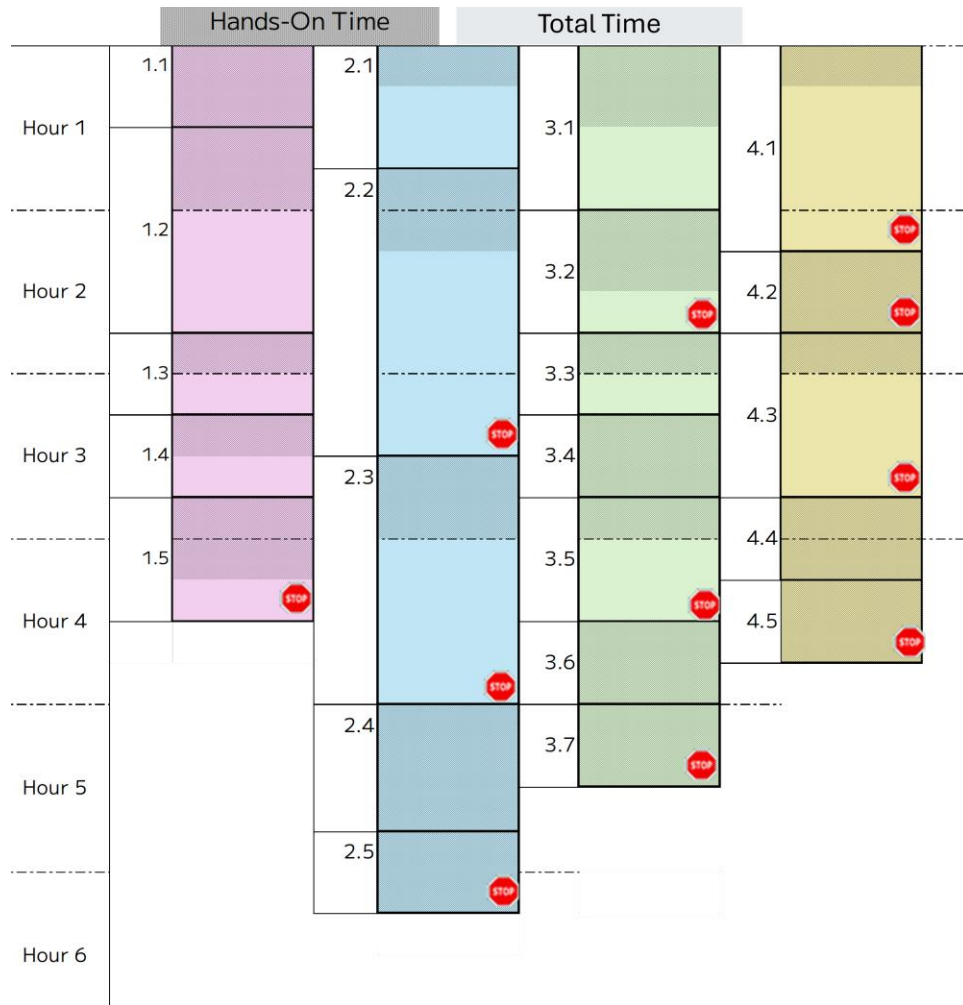 Hands-On Time
Total Time
Hour 1
Hour 2
Hour 3
Hour 4
Hour 5
Hour 6
1.1
1.2
1.3
1.4
1.5
STOP
2.1
2.2
STOP
2.3
STOP
2.4
2.5
STOP
3.1
3.2
STOP
3.3
3.4
3.5
STOP
3.6
3.7
STOP
4.1
STOP
4.2
STOP
4.3
STOP
4.4
4.5
STOP